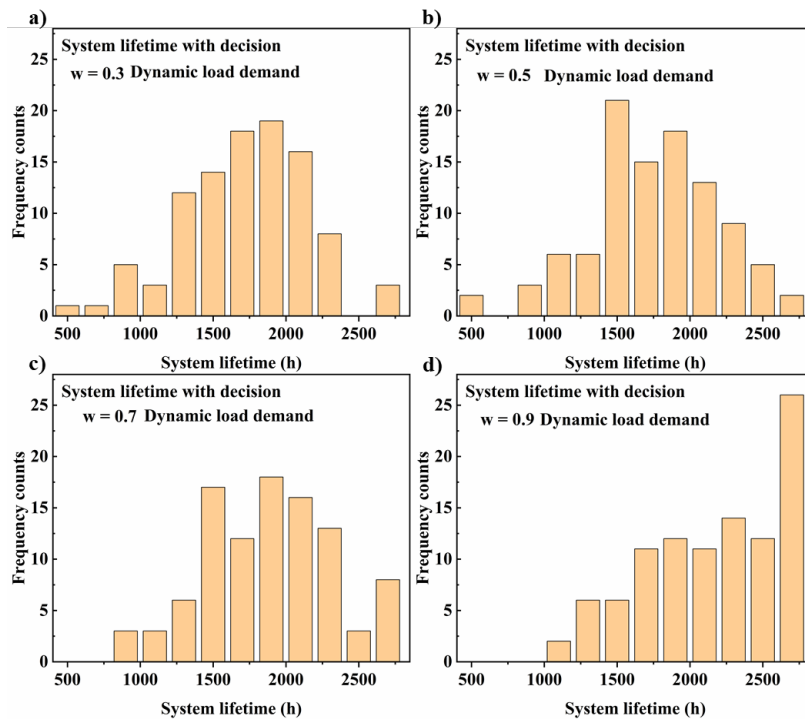 a)
System lifetime with decision
w = 0.3 Dynamic load demand
Frequency counts
25
20
15
10
5
0
500 1000 1500 2000 2500
System lifetime (h)
b)
System lifetime with decision
w = 0.5 Dynamic load demand
Frequency counts
25
20
15
10
5
0
500 1000 1500 2000 2500
System lifetime (h)
c)
System lifetime with decision
w = 0.7 Dynamic load demand
Frequency counts
25
20
15
10
5
0
500 1000 1500 2000 2500
System lifetime (h)
d)
System lifetime with decision
w = 0.9 Dynamic load demand
Frequency counts
25
20
15
10
5
0
500 1000 1500 2000 2500
System lifetime (h)